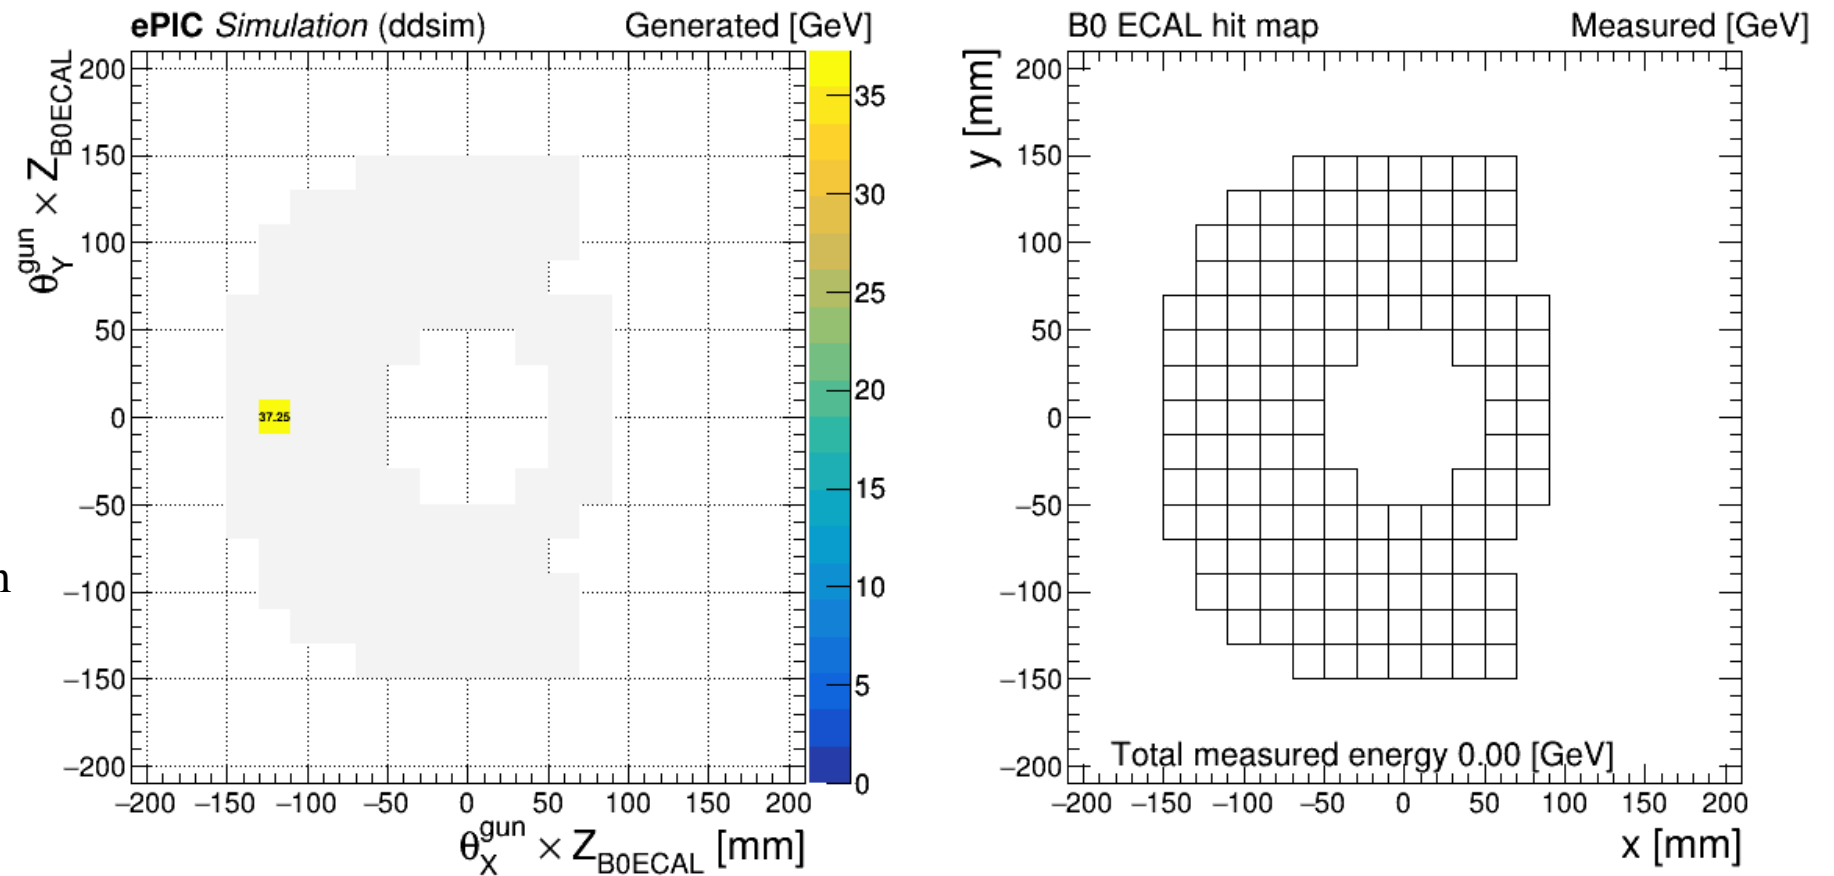 ePIC Simulation (ddsim) Generated [GeV]
θ_Y^gun × Z_B0ECAL
200
150
100
50
0
−50
−100
−150
−200
37.25
35
30
25
20
15
10
5
0
−200 −150 −100 −50 0 50 100 150 200
θ_X^gun × Z_B0ECAL [mm]
n
B0 ECAL hit map Measured [GeV]
y [mm]
200
150
100
50
0
−50
−100
−150
−200
Total measured energy 0.00 [GeV]
−200 −150 −100 −50 0 50 100 150 200
x [mm]